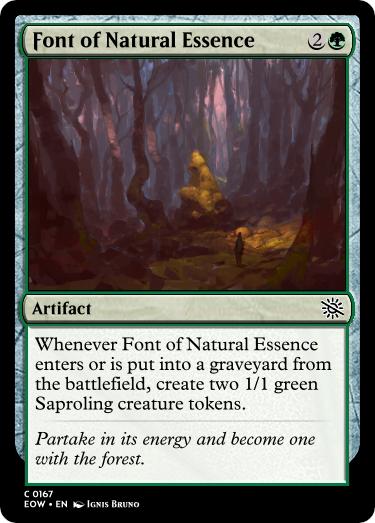 Font of Natural Essence 2
Artifact
Whenever Font of Natural Essence
enters or is put into a graveyard from
the battlefield, create two 1/1 green
Saproling creature tokens.
Partake in its energy and become one
with the forest.
C 0167
EOW • EN Ignis Bruno